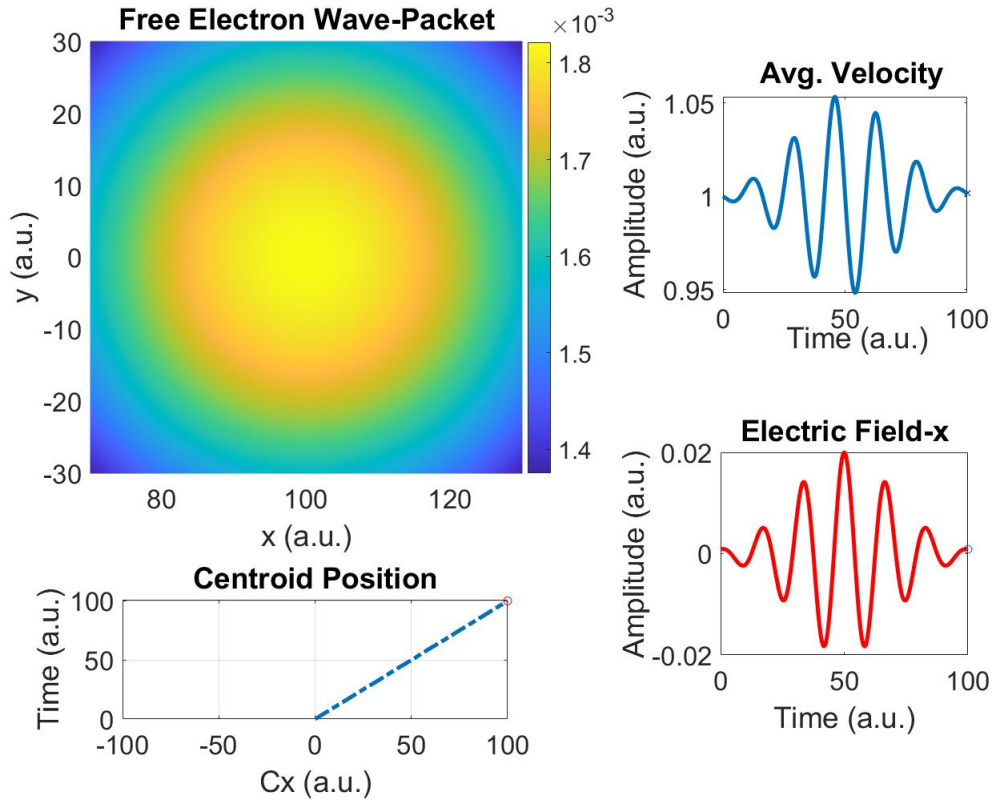 Free Electron Wave-Packet
×10⁻³
30
20
10
0
-10
-20
-30
y (a.u.)
80 100 120
x (a.u.)
1.8
1.7
1.6
1.5
1.4
Avg. Velocity
1.05
1
0.95
Amplitude (a.u.)
0 50 100
Time (a.u.)
Centroid Position
100
50
0
Time (a.u.)
-100 -50 0 50 100
Cx (a.u.)
Electric Field-x
0.02
0
-0.02
Amplitude (a.u.)
0 50 100
Time (a.u.)